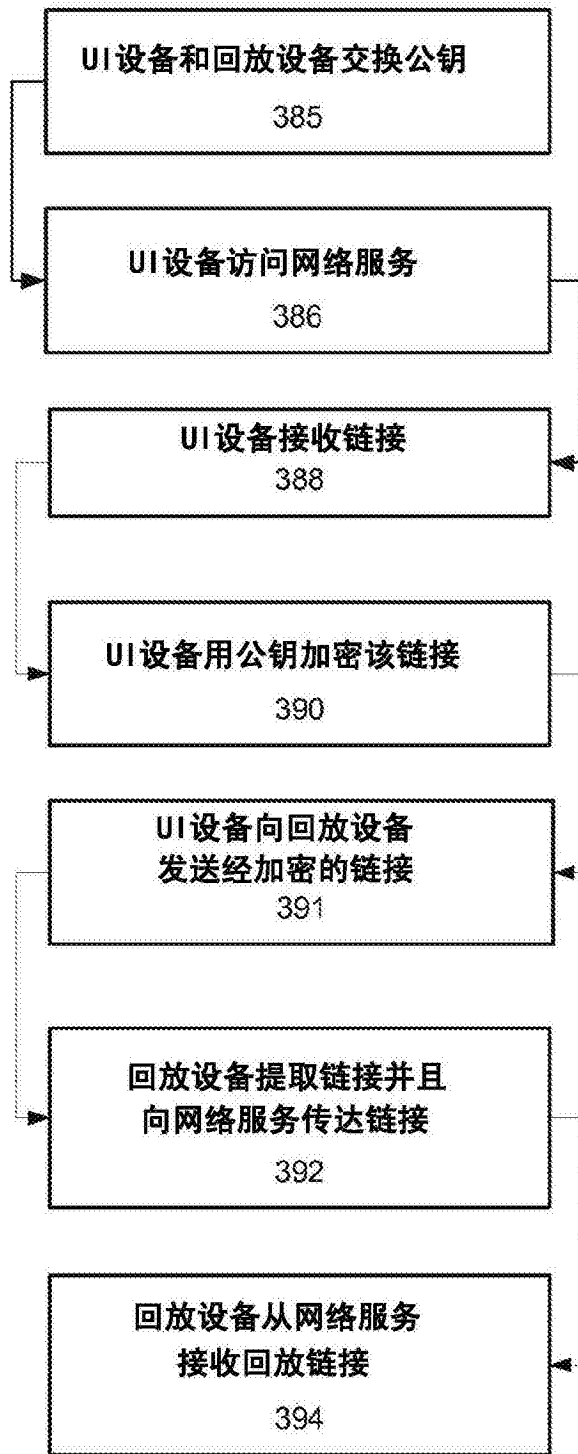 UI设备和回放设备交换公钥
385
UI设备访问网络服务
386
UI设备接收链接
388
UI设备用公钥加密该链接
390
UI设备向回放设备
发送经加密的链接
391
回放设备提取链接并且
向网络服务传达链接
392
回放设备从网络服务
接收回放链接
394